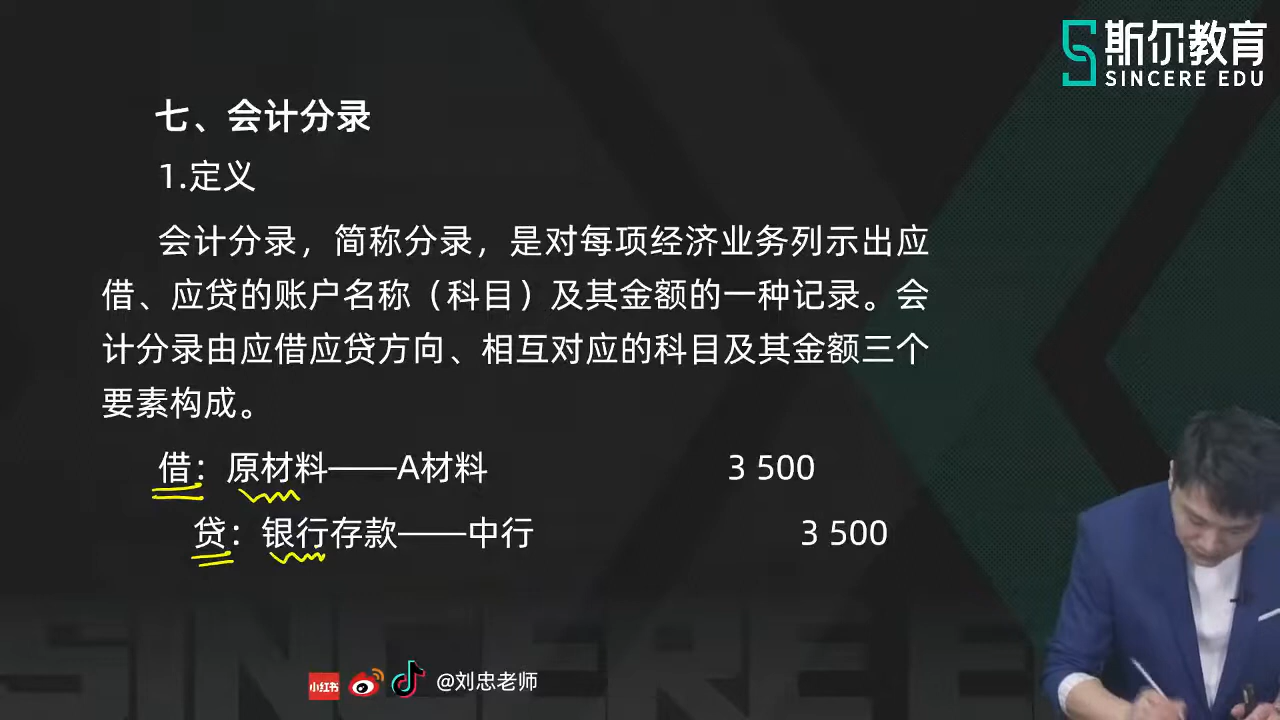 斯尔教育
SINCERE EDU
七、会计分录
1.定义
会计分录，简称分录，是对每项经济业务列示出应
借、应贷的账户名称（科目）及其金额的一种记录。会
计分录由应借应贷方向、相互对应的科目及其金额三个
要素构成。
借：原材料——A材料 3 500
贷：银行存款——中行 3 500
SINCERE E
小红书 @刘忠老师